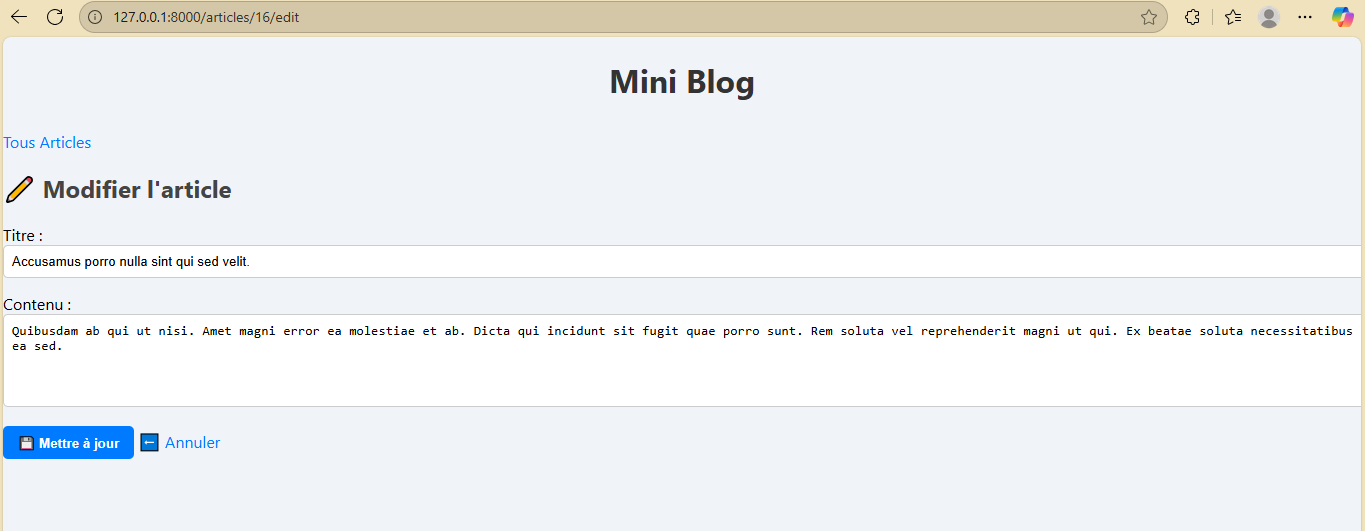 127.0.0.1:8000/articles/16/edit
Mini Blog
Tous Articles
Modifier l'article
Titre :
Accusamus porro nulla sint qui sed velit.
Contenu :
Quibusdam ab qui ut nisi. Amet magni error ea molestiae et ab. Dicta qui incidunt sit fugit quae porro sunt. Rem soluta vel reprehenderit magni ut qui. Ex beatae soluta necessitatibus
ea sed.
Mettre à jour Annuler